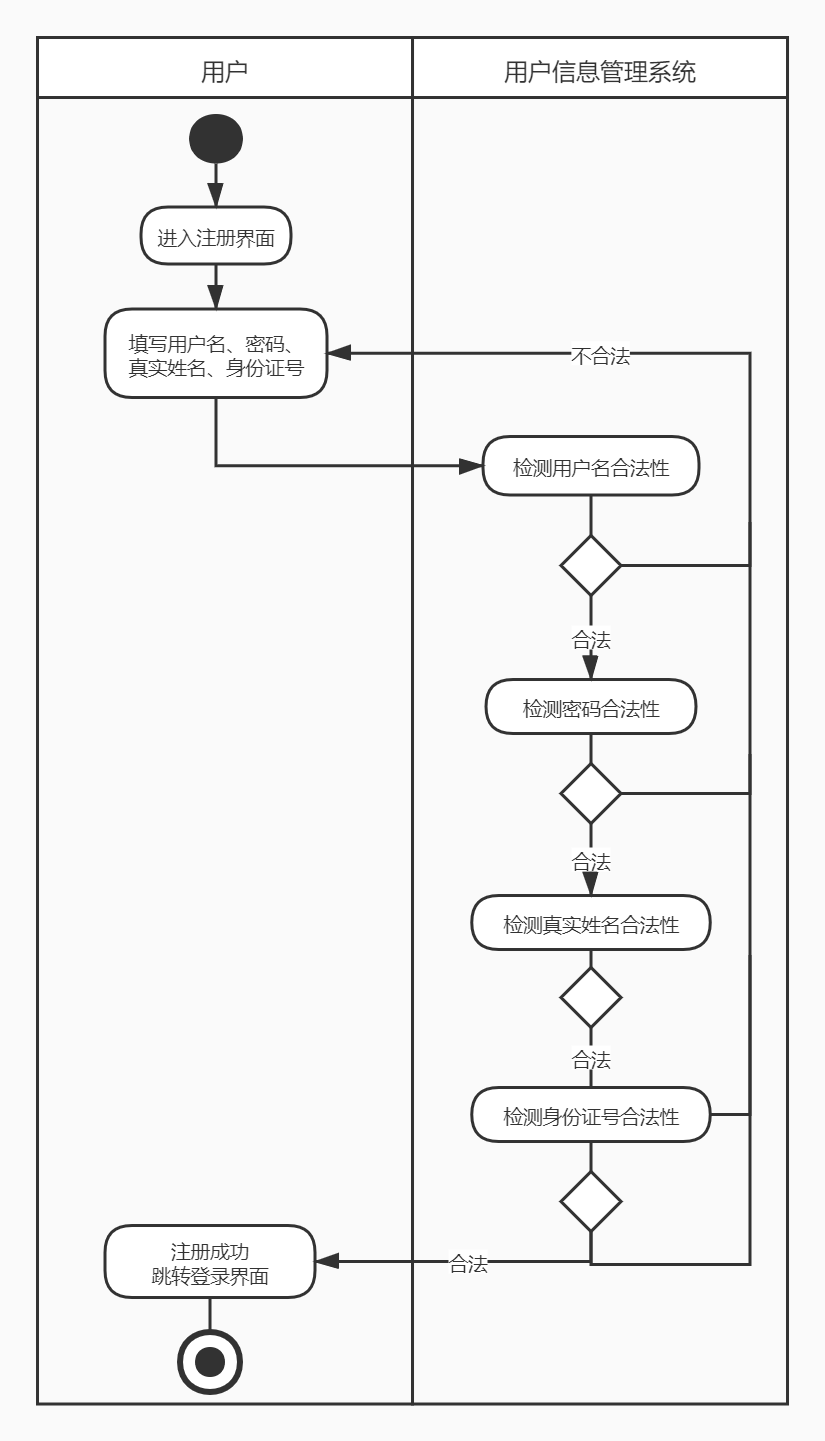 用户
用户信息管理系统
进入注册界面
填写用户名、密码、
真实姓名、身份证号
不合法
检测用户名合法性
合法
检测密码合法性
合法
检测真实姓名合法性
合法
检测身份证号合法性
注册成功
跳转登录界面
合法